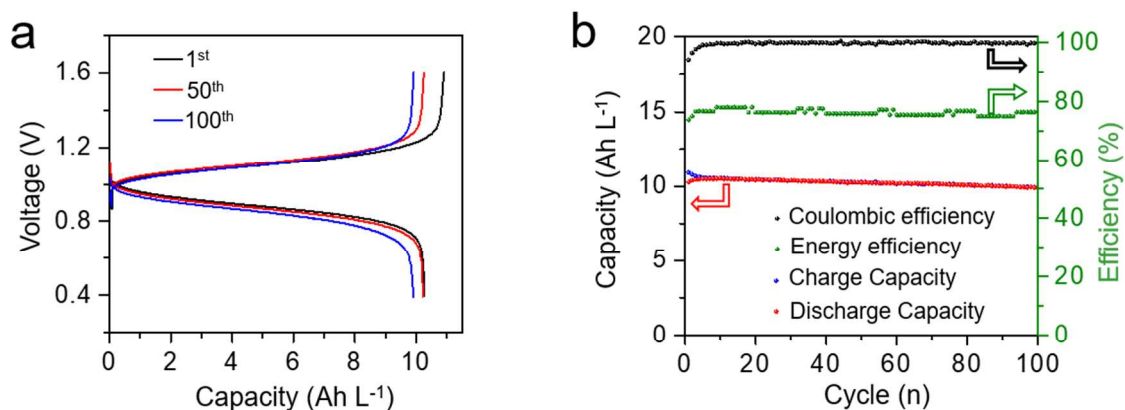 a
1.6
1.2
0.8
0.4
Voltage (V)
1st
50th
100th
0 2 4 6 8 10
Capacity (Ah L-1)
b
20
15
10
5
0
Capacity (Ah L-1)
Coulombic efficiency
Energy efficiency
Charge Capacity
Discharge Capacity
100
80
60
40
20
0
Efficiency (%)
0 20 40 60 80 100
Cycle (n)